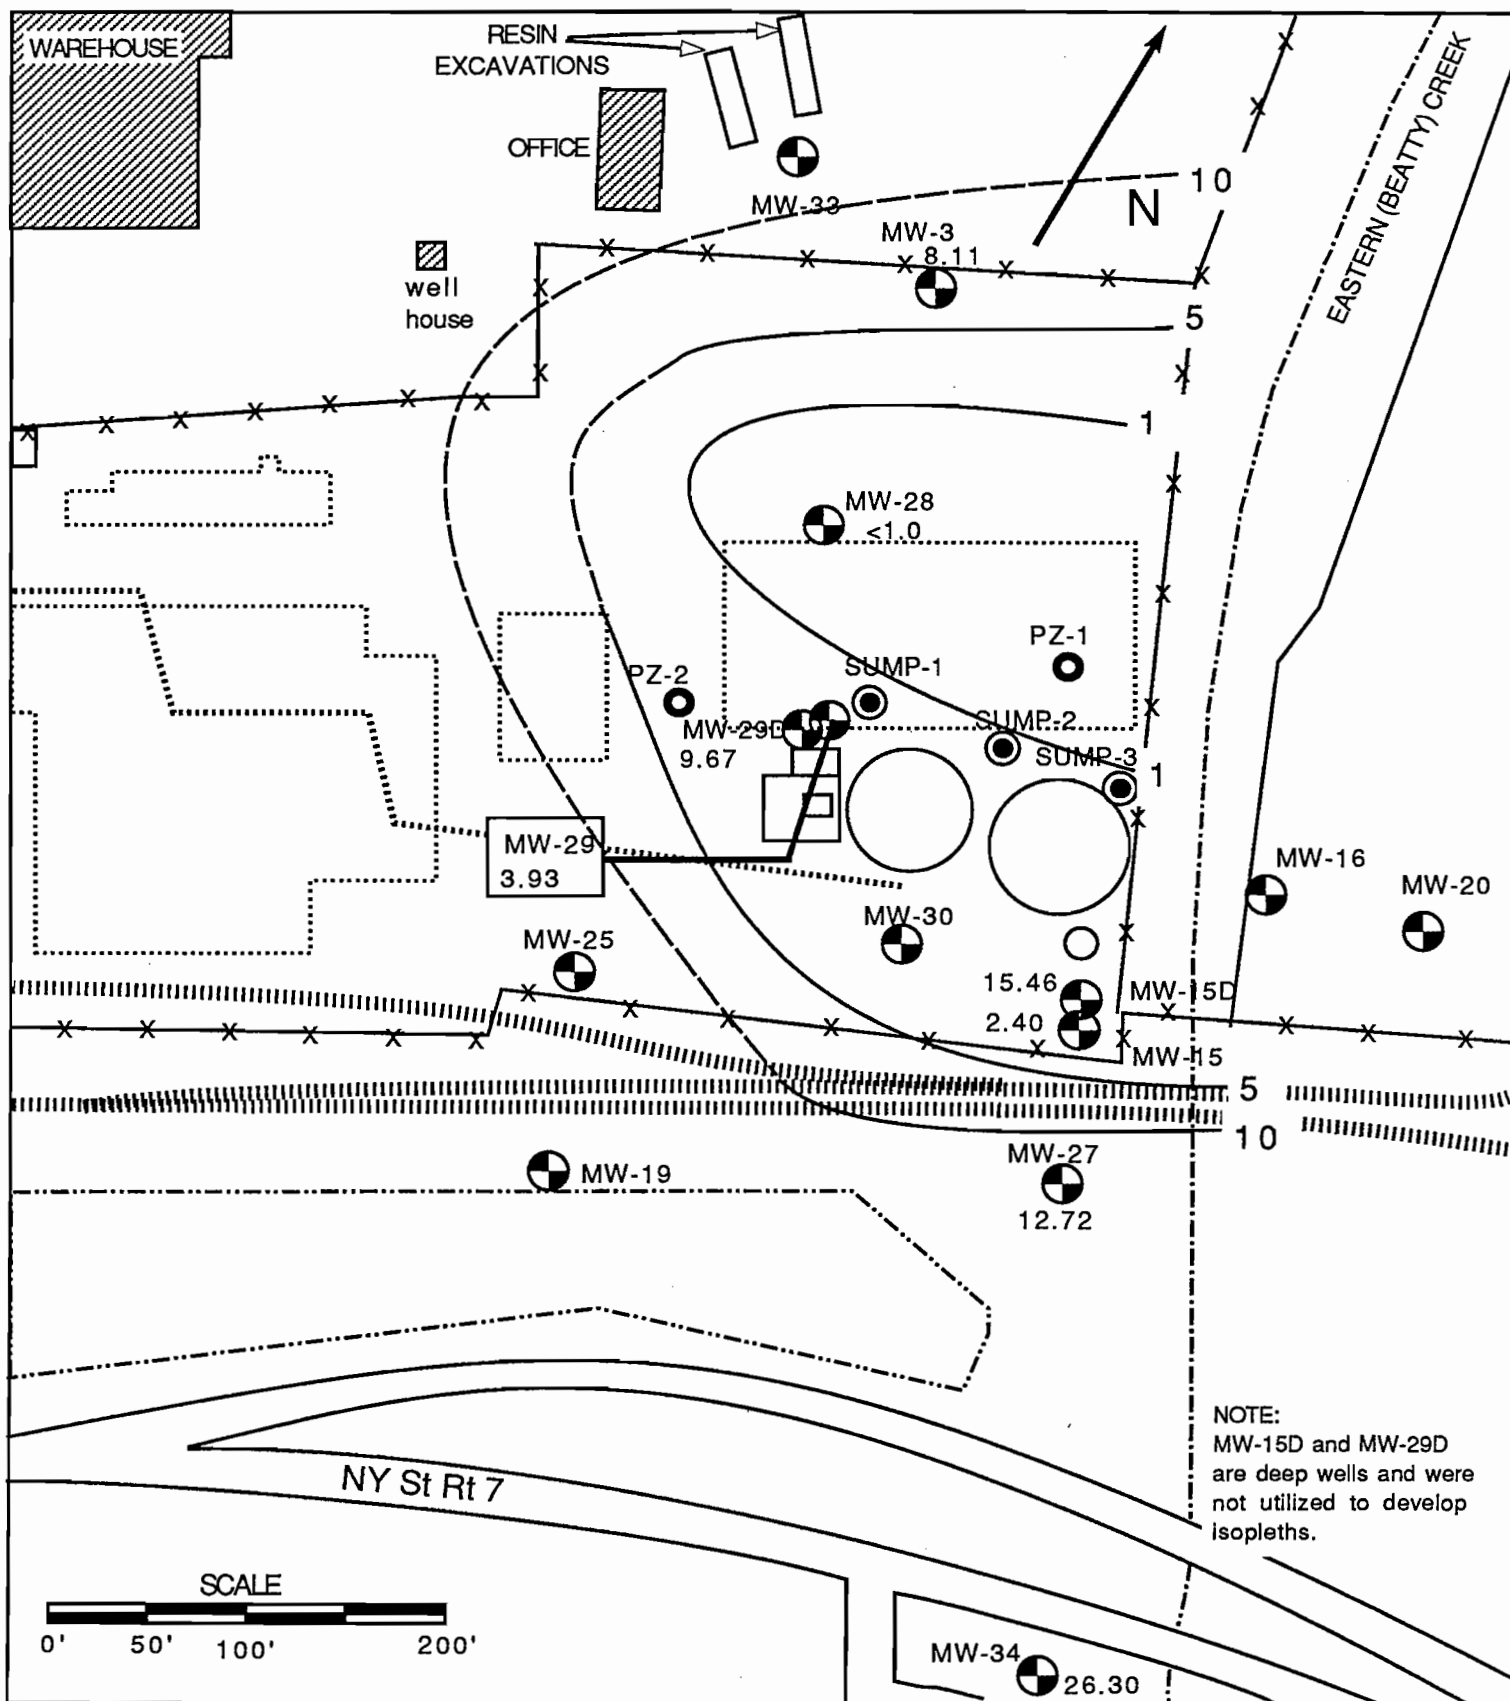 WAREHOUSE
RESIN
EXCAVATIONS
OFFICE
MW-33
10
N
MW-3
8.11
EASTERN (BEATTY) CREEK
well
house
5
1
MW-28
<1.0
PZ-1
PZ-2
SUMP-1
MW-29D
9.67
SUMP-2
SUMP-3
1
MW-29
3.93
MW-16
MW-20
MW-30
MW-25
15.46
MW-15D
2.40
MW-15
5
10
MW-27
12.72
MW-19
NOTE:
MW-15D and MW-29D
are deep wells and were
not utilized to develop
isopleths.
NY St Rt 7
SCALE
0' 50' 100' 200'
MW-34
26.30
X X X X X X X X X X X X X X X X X X X X X X X X X X X X X X X X X X X X X X X X X X X X X X